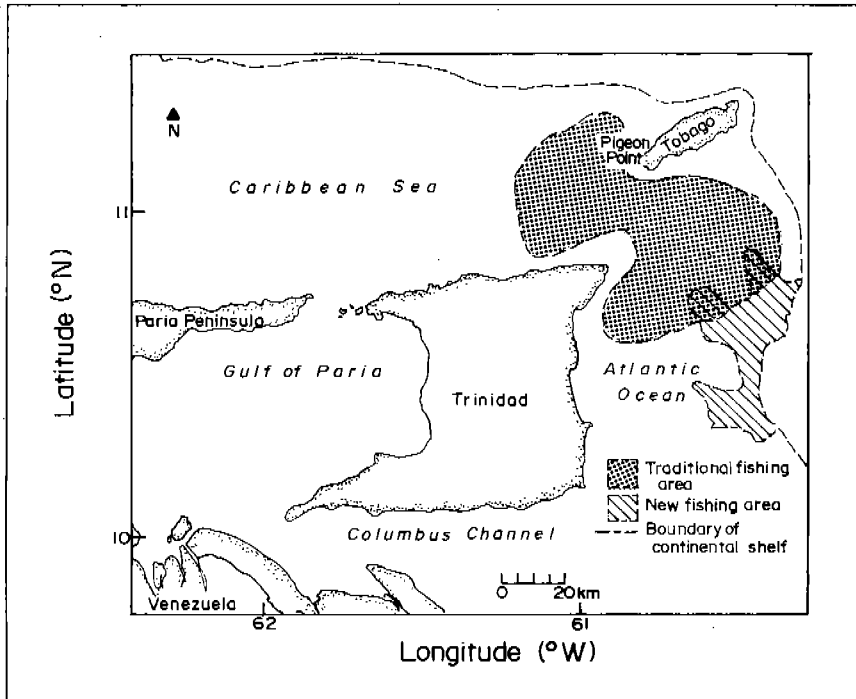 N
Caribbean Sea
Pigeon
Point
Tobago
11
Paria Peninsula
Gulf of Paria
Trinidad
Atlantic
Ocean
Traditional fishing
area
New fishing area
Boundary of
continental shelf
10
Columbus Channel
Venezuela
0 20km
62
61
Latitude (°N)
Longitude (°W)